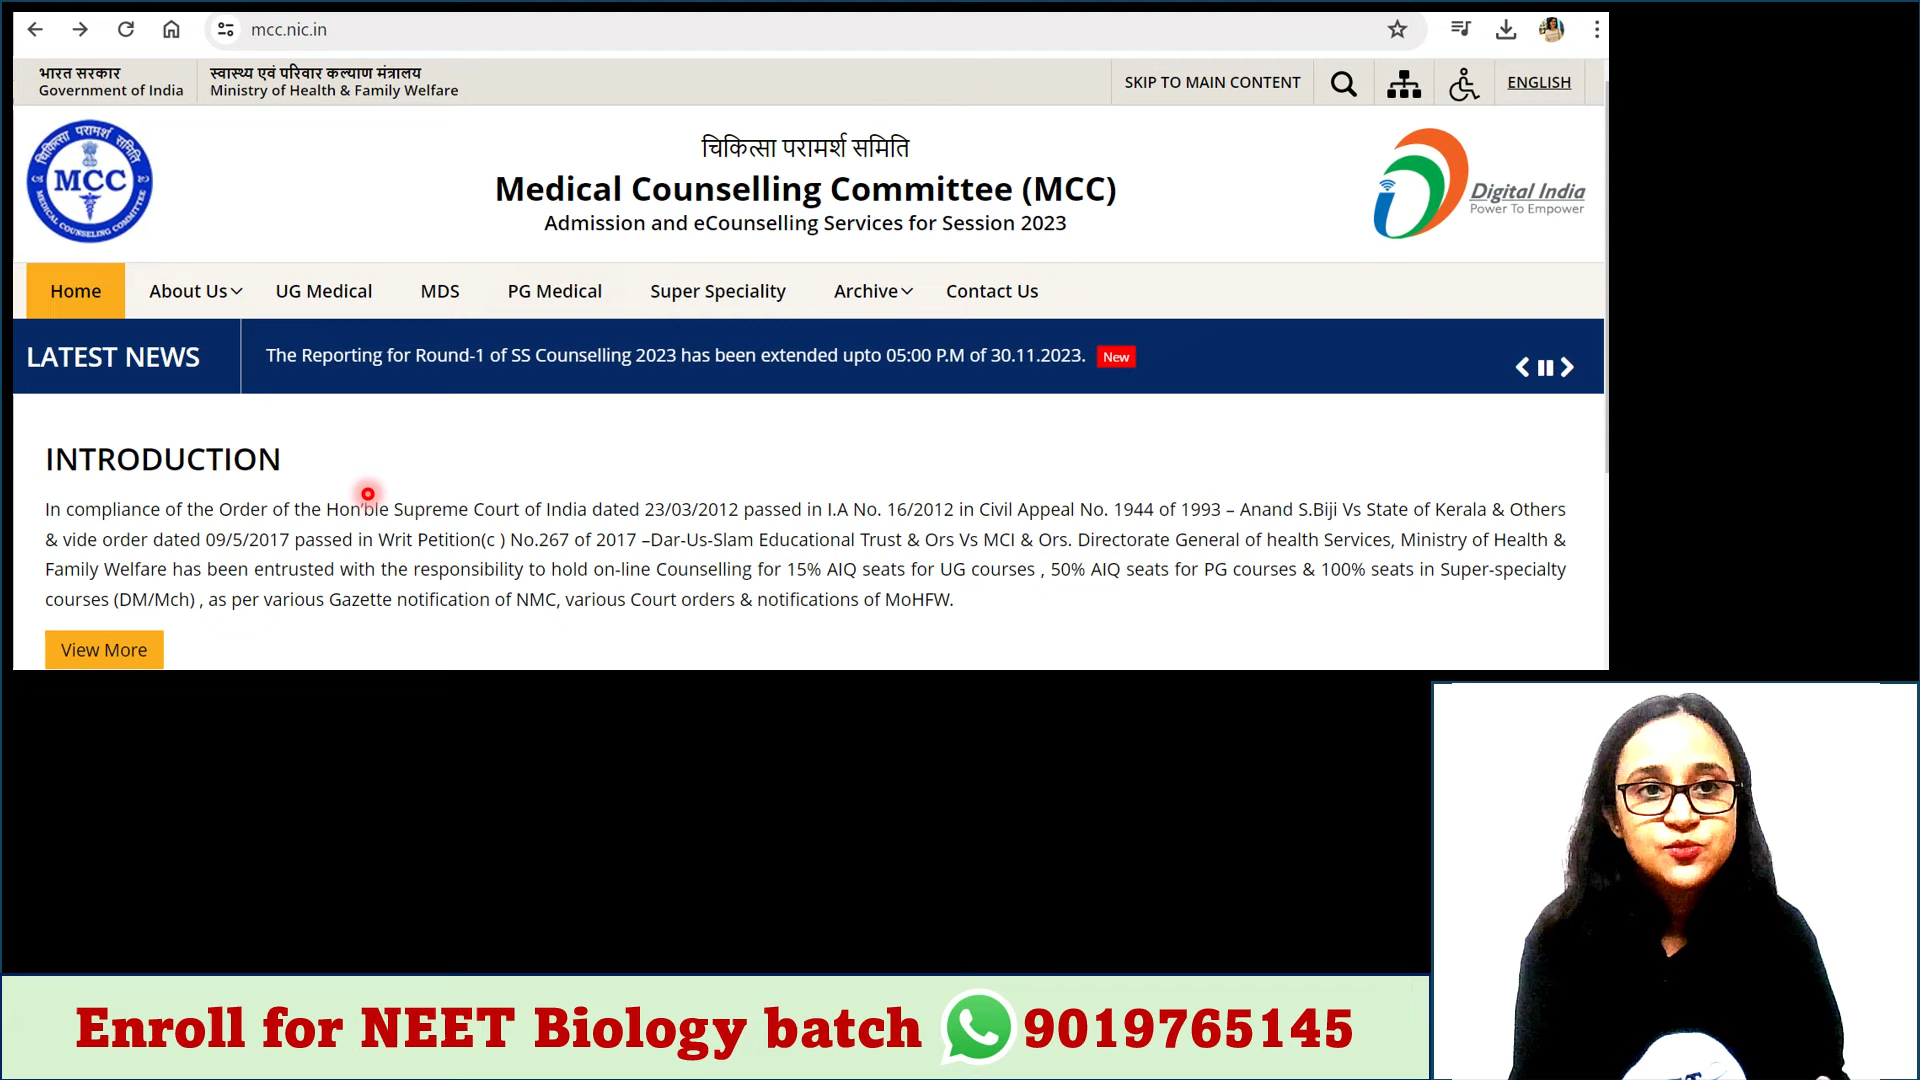 mcc.nic.in
भारत सरकार
Government of India
स्वास्थ्य एवं परिवार कल्याण मंत्रालय
Ministry of Health & Family Welfare
SKIP TO MAIN CONTENT
ENGLISH
चिकित्सा परामर्श समिति
MCC
MEDICAL COUNSELING COMMITTEE
चिकित्सा परामर्श समिति
Medical Counselling Committee (MCC)
Admission and eCounselling Services for Session 2023
Digital India
Power To Empower
Home
About Us
UG Medical
MDS
PG Medical
Super Speciality
Archive
Contact Us
LATEST NEWS
The Reporting for Round-1 of SS Counselling 2023 has been extended upto 05:00 P.M of 30.11.2023.
New
INTRODUCTION
In compliance of the Order of the Hon'ble Supreme Court of India dated 23/03/2012 passed in I.A No. 16/2012 in Civil Appeal No. 1944 of 1993 – Anand S.Biji Vs State of Kerala & Others
& vide order dated 09/5/2017 passed in Writ Petition(c ) No.267 of 2017 –Dar-Us-Slam Educational Trust & Ors Vs MCI & Ors. Directorate General of health Services, Ministry of Health &
Family Welfare has been entrusted with the responsibility to hold on-line Counselling for 15% AIQ seats for UG courses , 50% AIQ seats for PG courses & 100% seats in Super-specialty
courses (DM/Mch) , as per various Gazette notification of NMC, various Court orders & notifications of MoHFW.
View More
Enroll for NEET Biology batch 9019765145